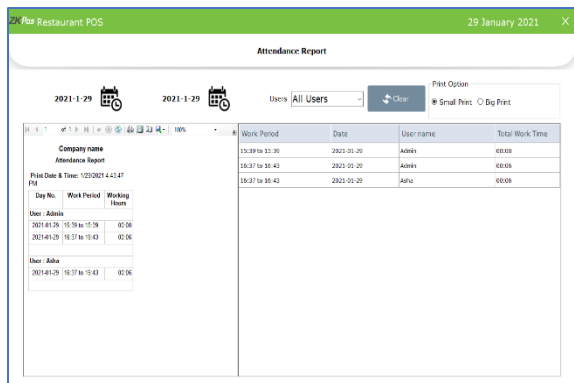 ZKPos Restaurant POS 29 January 2021 X
Attendance Report
Print Option
2021-1-29 2021-1-29 Users All Users Clear Small Print Big Print
1 of 1 100%
Work Period Date User name Total Work Time
15:39 to 15:39 2021-01-29 Admin 00:00
16:37 to 16:43 2021-01-29 Admin 00:06
16:37 to 16:43 2021-01-29 Asha 00:06
Company name
Attendance Report
Print Date & Time: 1/29/2021 4:43:47
PM
Day No. Work Period Working
Hours
User : Admin
2021-01-29 15:39 to 15:39 00:00
2021-01-29 16:37 to 16:43 00:06
User : Asha
2021-01-29 16:37 to 16:43 00:06